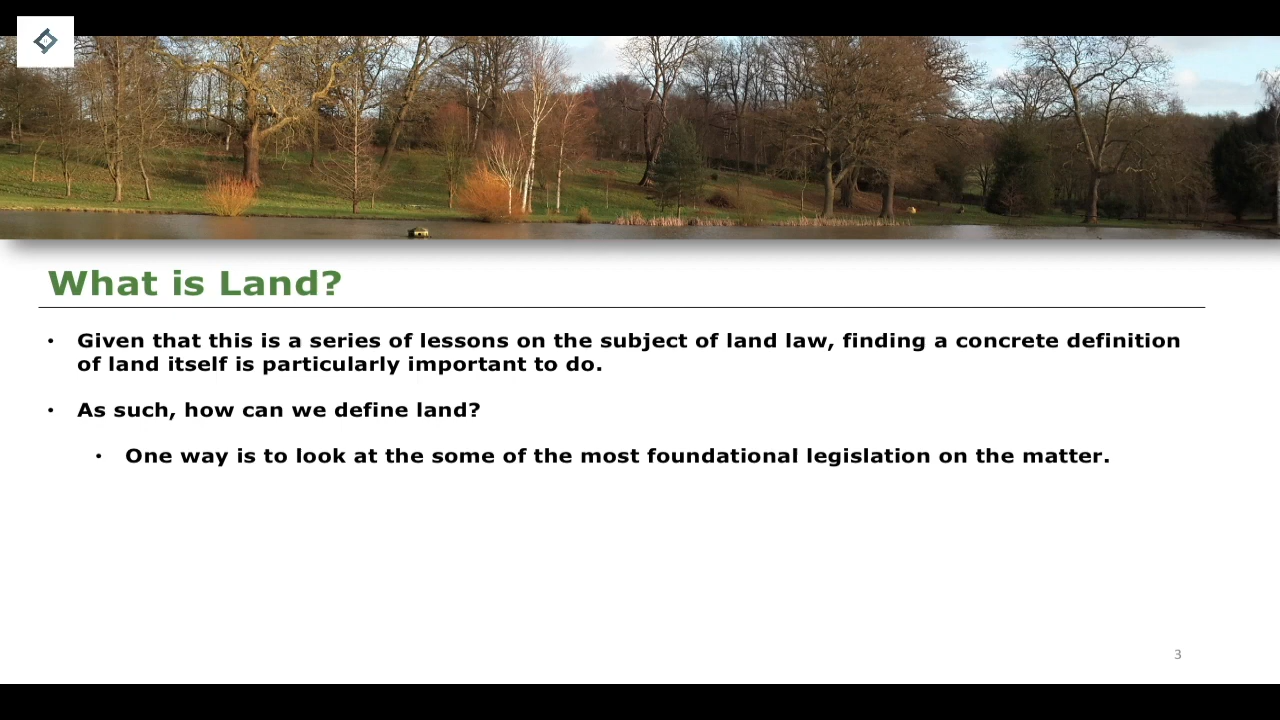 What is Land?
• Given that this is a series of lessons on the subject of land law, finding a concrete definition
of land itself is particularly important to do.
• As such, how can we define land?
• One way is to look at the some of the most foundational legislation on the matter.
3